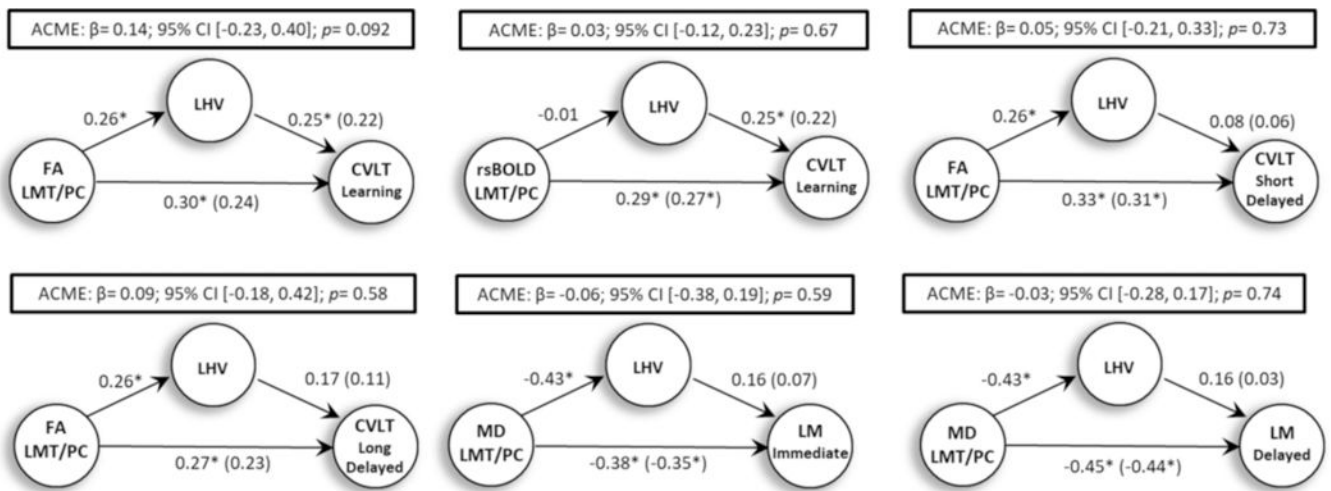 ACME: β= 0.14; 95% CI [-0.23, 0.40]; p= 0.092
LHV
0.26*
0.25* (0.22)
FA
LMT/PC
CVLT
Learning
0.30* (0.24)
ACME: β= 0.03; 95% CI [-0.12, 0.23]; p= 0.67
LHV
-0.01
0.25* (0.22)
rsBOLD
LMT/PC
CVLT
Learning
0.29* (0.27*)
ACME: β= 0.05; 95% CI [-0.21, 0.33]; p= 0.73
LHV
0.26*
0.08 (0.06)
FA
LMT/PC
CVLT
Short
Delayed
0.33* (0.31*)
ACME: β= 0.09; 95% CI [-0.18, 0.42]; p= 0.58
LHV
0.26*
0.17 (0.11)
FA
LMT/PC
CVLT
Long
Delayed
0.27* (0.23)
ACME: β= -0.06; 95% CI [-0.38, 0.19]; p= 0.59
LHV
-0.43*
0.16 (0.07)
MD
LMT/PC
LM
Immediate
-0.38* (-0.35*)
ACME: β= -0.03; 95% CI [-0.28, 0.17]; p= 0.74
LHV
-0.43*
0.16 (0.03)
MD
LMT/PC
LM
Delayed
-0.45* (-0.44*)